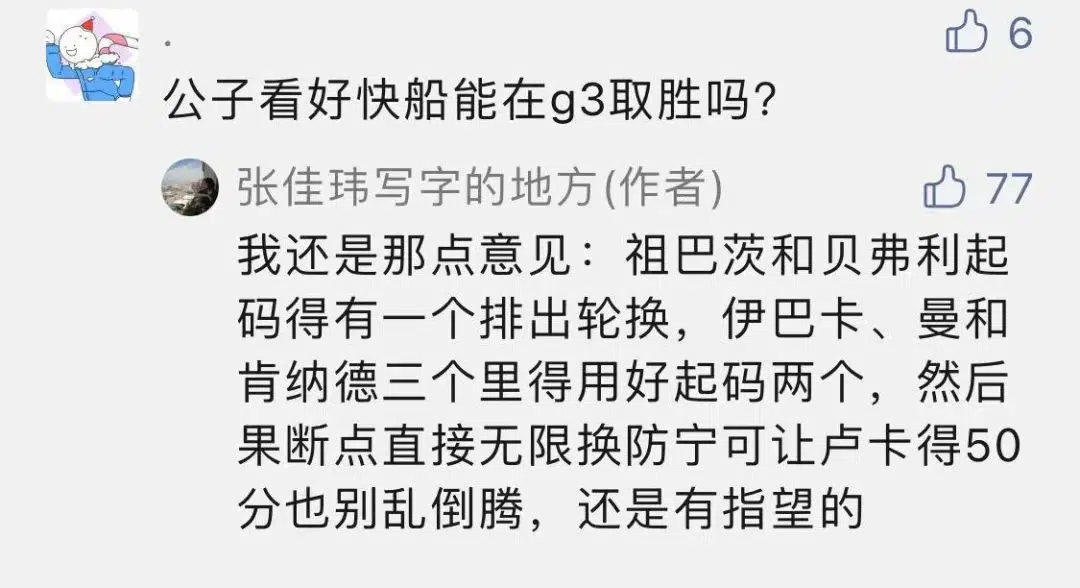 .
6
公子看好快船能在g3取胜吗？
张佳玮写字的地方(作者)
77
我还是那点意见：祖巴茨和贝弗利起
码得有一个排出轮换，伊巴卡、曼和
肯纳德三个里得用好起码两个，然后
果断点直接无限换防宁可让卢卡得50
分也别乱倒腾，还是有指望的